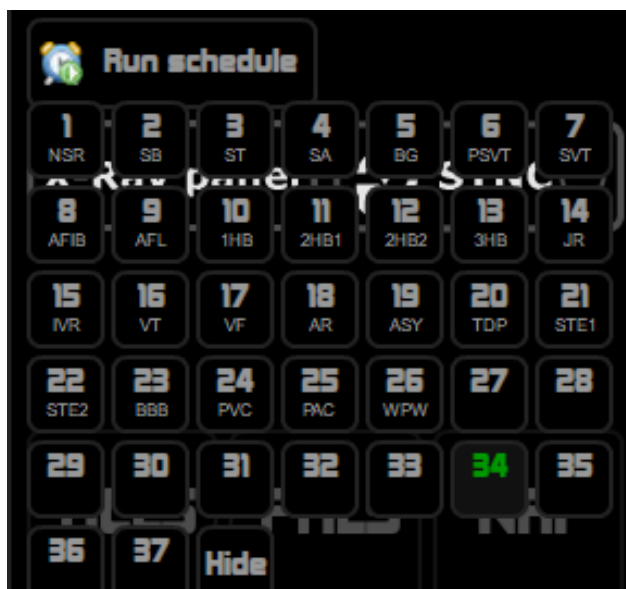 Run schedule
1 2 3 4 5 6 7
NSR SB ST SA BG PSVT SVT
X-Ray panel SYNC
8 9 10 11 12 13 14
AFIB AFL 1HB 2HB1 2HB2 3HB JR
15 16 17 18 19 20 21
IVR VT VF AR ASY TDP STE1
22 23 24 25 26 27 28
STE2 BBB PVC PAC WPW
29 30 31 32 33 34 35
36 37 Hide